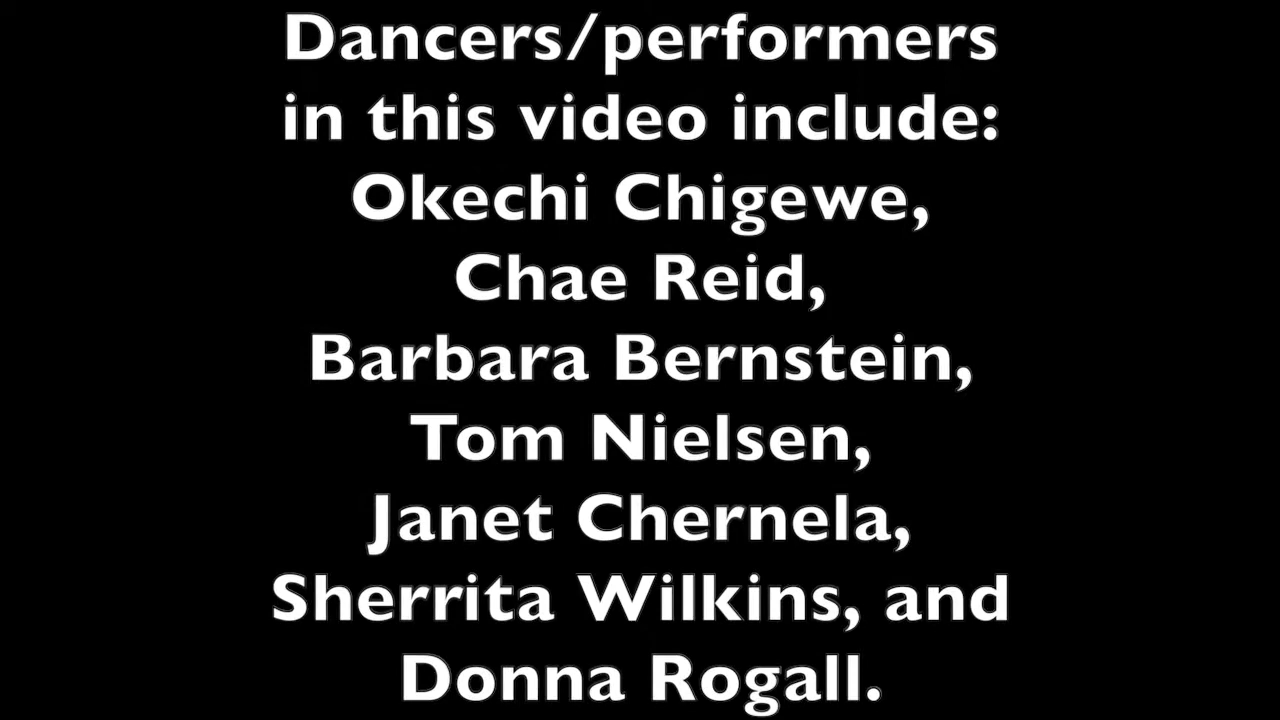 Dancers/performers
in this video include:
Okechi Chigewe,
Chae Reid,
Barbara Bernstein,
Tom Nielsen,
Janet Chernela,
Sherrita Wilkins, and
Donna Rogall.